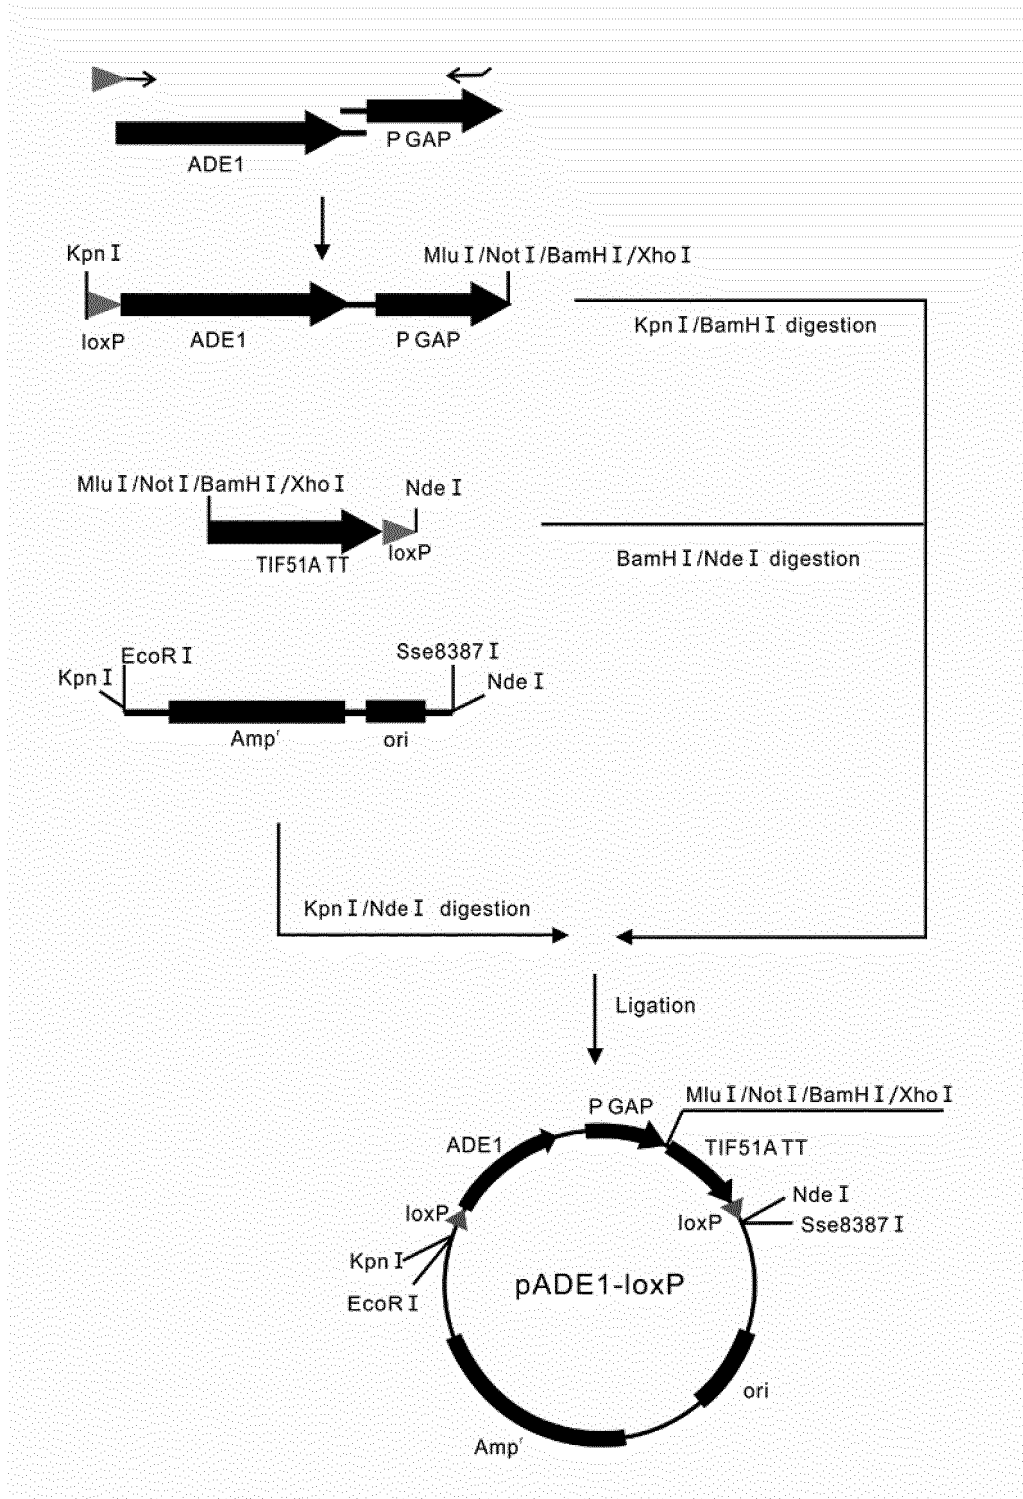 P GAP
ADE1
Kpn I
Mlu I/Not I/BamH I/Xho I
loxP
ADE1
P GAP
Kpn I/BamH I digestion
Mlu I/Not I/BamH I/Xho I
Nde I
TIF51A TT
loxP
BamH I/Nde I digestion
EcoR I
Sse8387 I
Kpn I
Nde I
Ampʳ
ori
Kpn I/Nde I digestion
Ligation
Mlu I/Not I/BamH I/Xho I
P GAP
ADE1
TIF51A TT
Nde I
loxP
loxP
Sse8387 I
Kpn I
pADE1-loxP
EcoR I
ori
Ampʳ